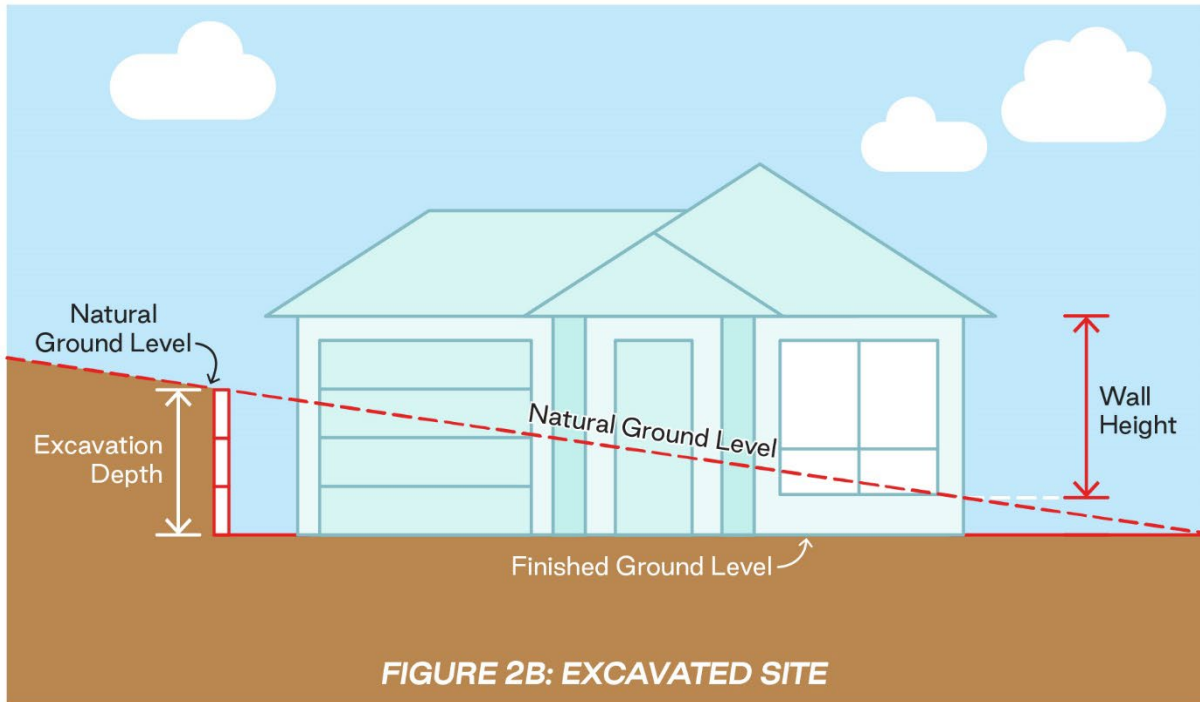 Natural
Ground Level
Excavation
Depth
Natural Ground Level
Wall
Height
Finished Ground Level
FIGURE 2B: EXCAVATED SITE